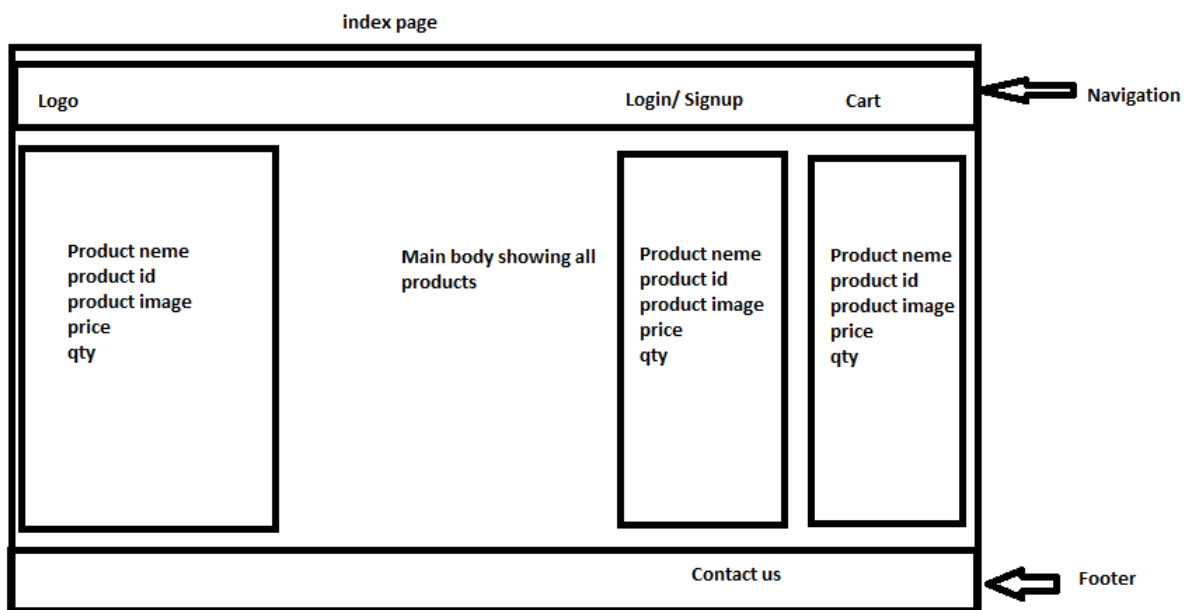 index page
Logo
Login/ Signup
Cart
Navigation
Product neme
product id
product image
price
qty
Main body showing all
products
Product neme
product id
product image
price
qty
Product neme
product id
product image
price
qty
Contact us
Footer